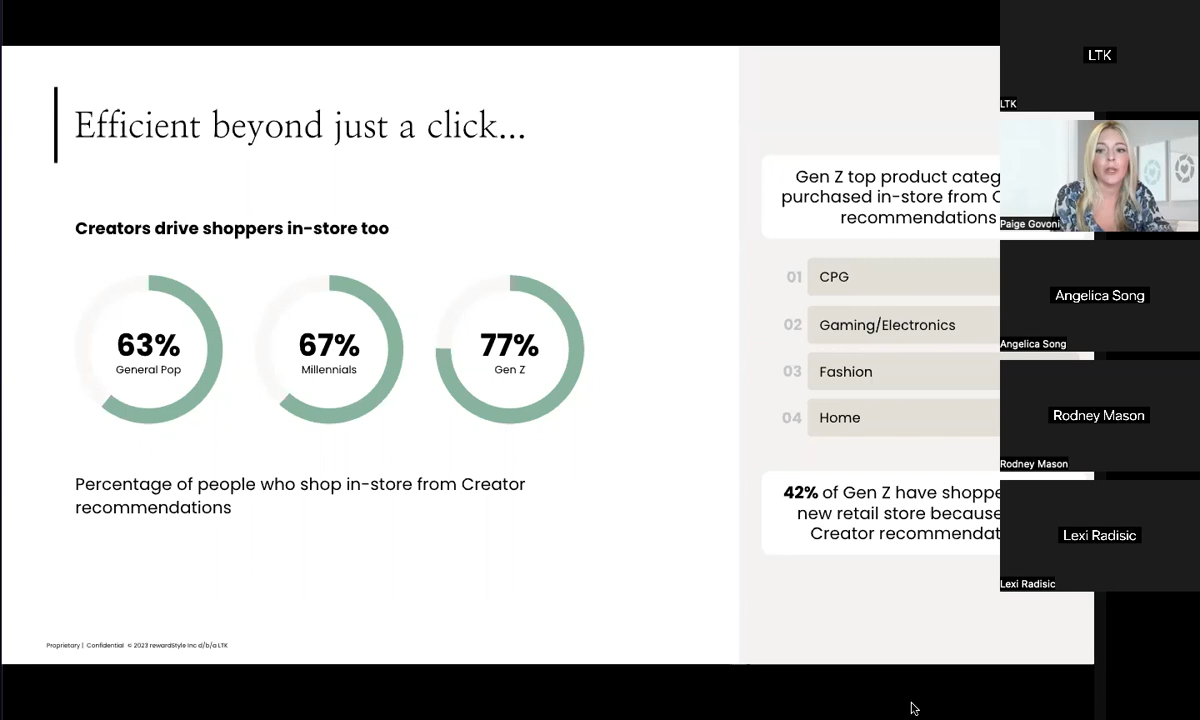 Efficient beyond just a click...
Creators drive shoppers in-store too
63%
General Pop
67%
Millennials
77%
Gen Z
Percentage of people who shop in-store from Creator
recommendations
Proprietary | Confidential © 2023 rewardStyle Inc d/b/a LTK
Gen Z top product categ
purchased in-store from C
recommendations
01 CPG
02 Gaming/Electronics
03 Fashion
04 Home
42% of Gen Z have shoppe
new retail store because
Creator recommendat
LTK
LTK
Paige Govoni
Angelica Song
Angelica Song
Rodney Mason
Rodney Mason
Lexi Radisic
Lexi Radisic